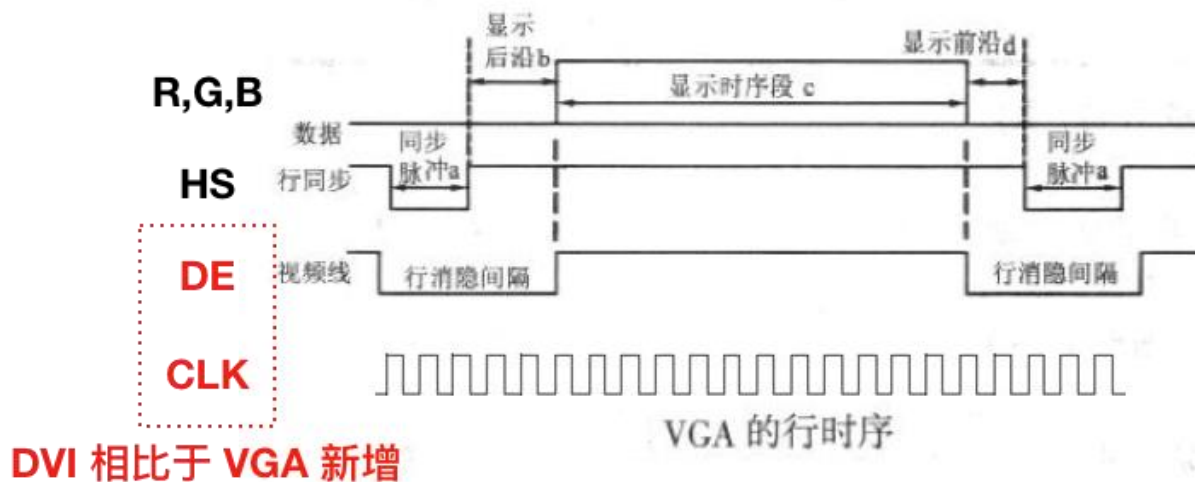 显示
后沿b
显示前沿d
R,G,B
显示时序段 c
数据
同步
脉冲a
同步
脉冲a
HS
行同步
DE
视频线
行消隐间隔
行消隐间隔
CLK
VGA 的行时序
DVI 相比于 VGA 新增